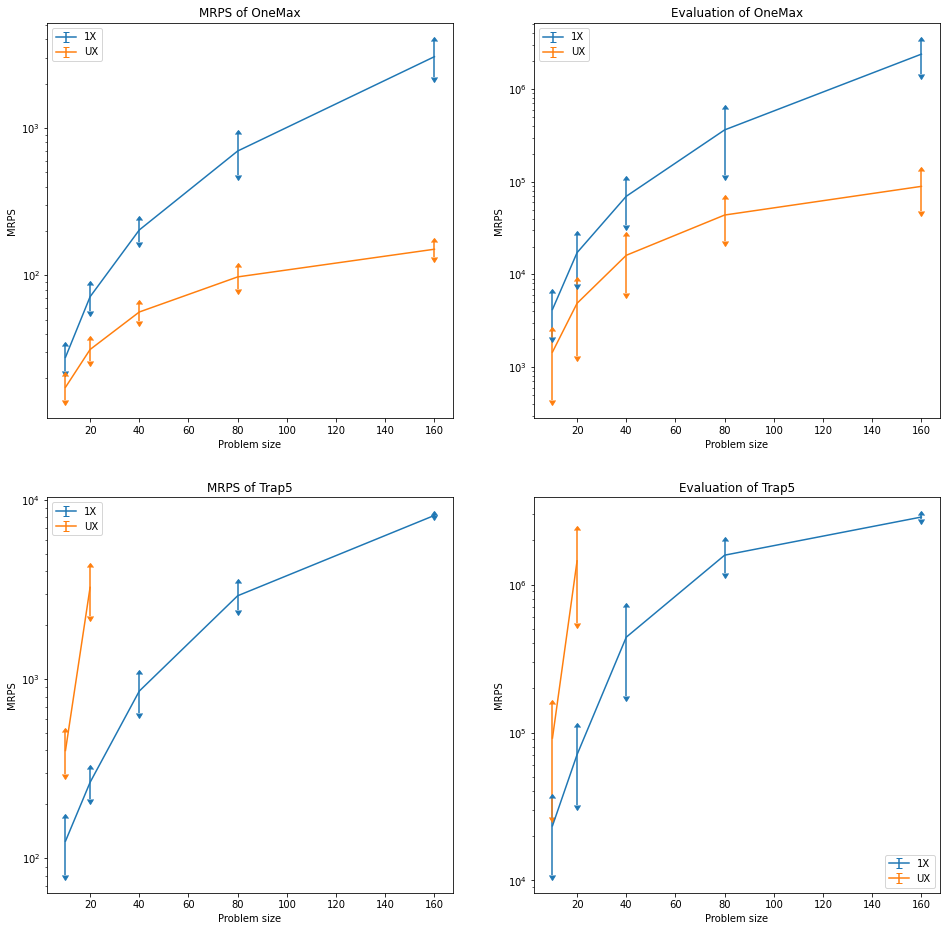 MRPS of OneMax
1X
UX
10³
10²
MRPS
20 40 60 80 100 120 140 160
Problem size
Evaluation of OneMax
1X
UX
10⁶
10⁵
10⁴
10³
MRPS
20 40 60 80 100 120 140 160
Problem size
MRPS of Trap5
1X
UX
10⁴
10³
10²
MRPS
20 40 60 80 100 120 140 160
Problem size
Evaluation of Trap5
10⁶
10⁵
10⁴
MRPS
1X
UX
20 40 60 80 100 120 140 160
Problem size